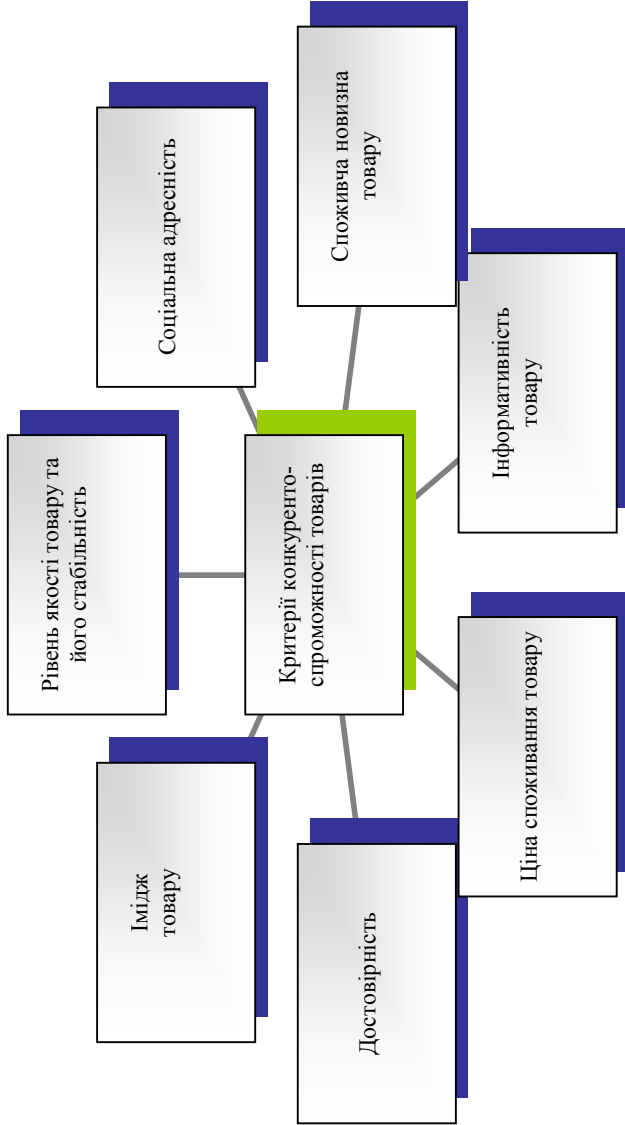 Рівень якості товару та
його стабільність
Імідж
товару
Соціальна адресність
Критерії конкуренто-
спроможності товарів
Достовірність
Споживча новизна
товару
Ціна споживання товару
Інформативність
товару